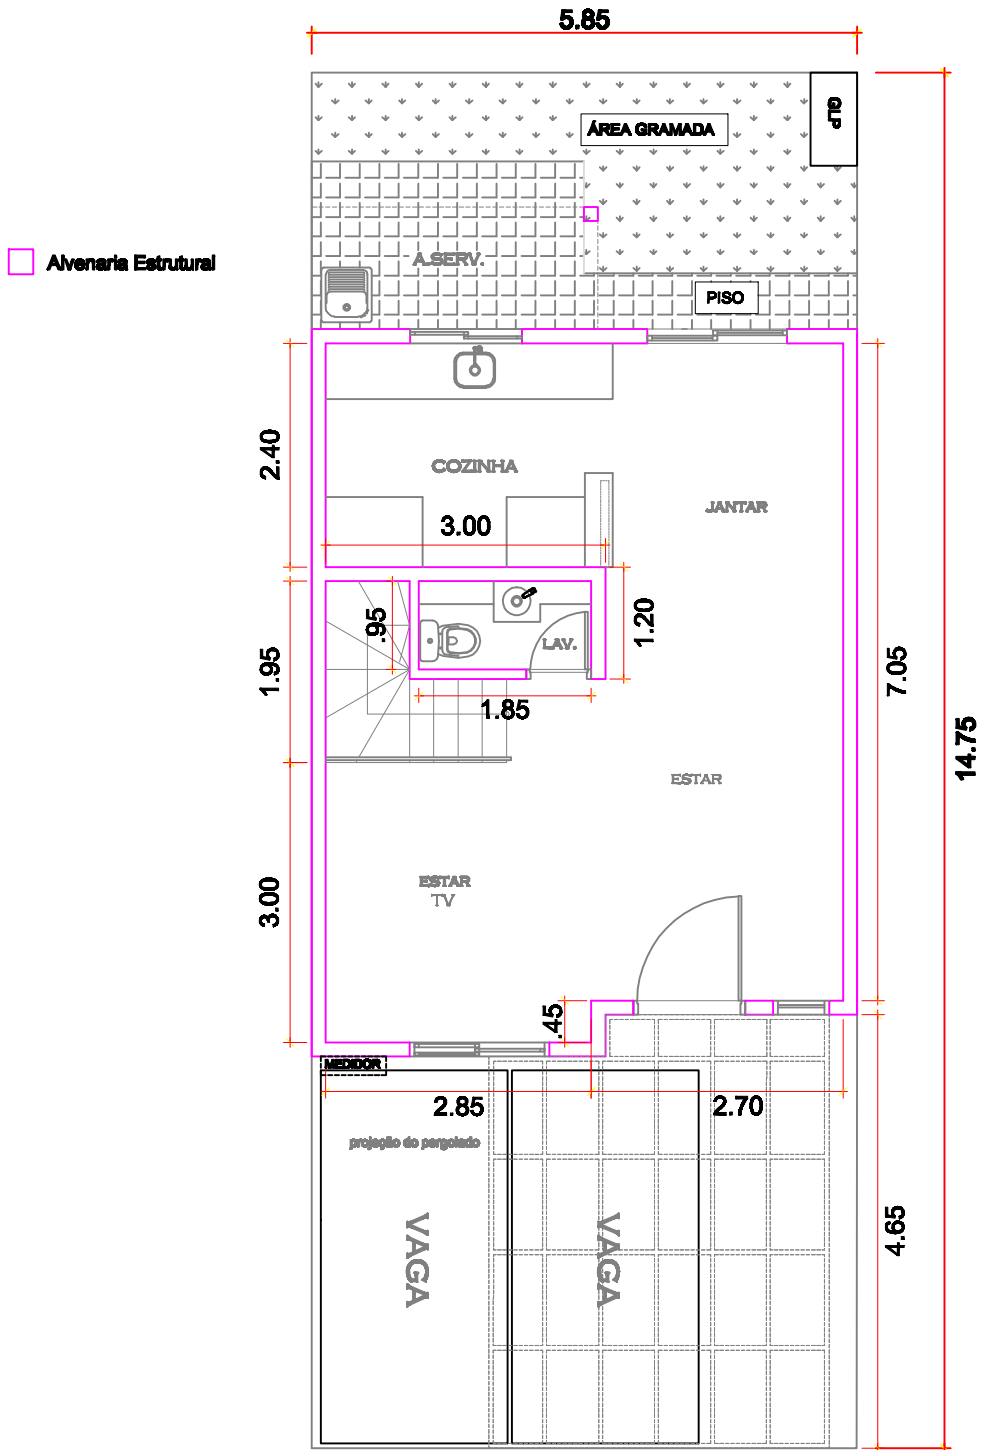 5.85
GLP
ÁREA GRAMADA
A.SERV.
Alvenaria Estrutural
PISO
2.40
COZINHA
JANTAR
3.00
.95
1.20
LAV.
1.95
7.05
1.85
14.75
ESTAR
ESTAR
TV
3.00
.45
MEDIDOR
2.85
2.70
projeção do pergolado
VAGA
VAGA
4.65